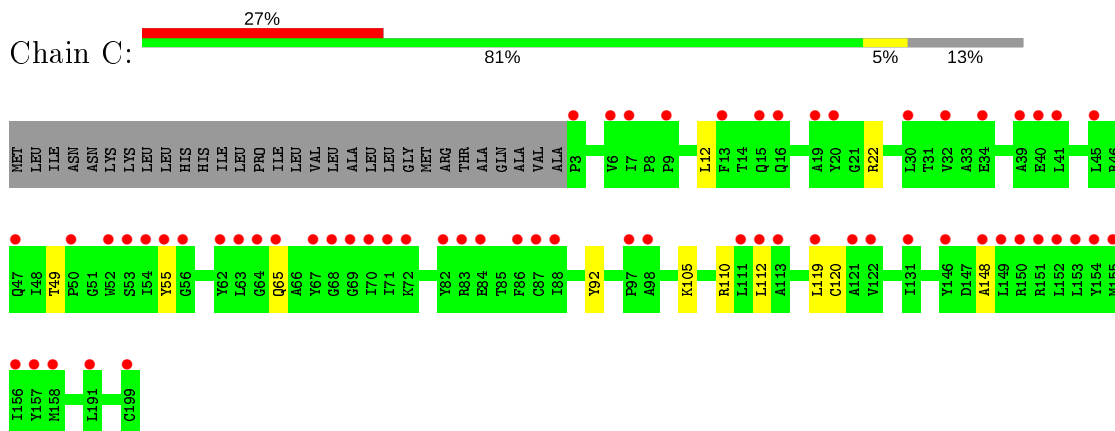 27%
Chain C:
81% 5% 13%
MET LEU ILE ASN ASN LYS LYS LEU LEU HIS HIS ILE LEU PRO ILE LEU VAL LEU ALA LEU LEU GLY MET ARG THR ALA GLN ALA VAL ALA P3 V6 I7 P8 P9 L12 F13 T14 Q15 Q16 A19 Y20 G21 R22 L30 T31 V32 A33 E34 A39 E40 L41 L45 R46
Q47 I48 T49 P50 G51 W52 S53 I54 Y55 G56 Y62 L63 G64 Q65 A66 Y67 G68 G69 I70 I71 K72 Y82 R83 E84 T85 F86 C87 I88 Y92 P97 A98 K105 R110 L111 L112 A113 L119 C120 A121 V122 I131 Y146 D147 A148 L149 R150 R151 L152 L153 Y154 M155
I156 Y157 M158 L191 C199